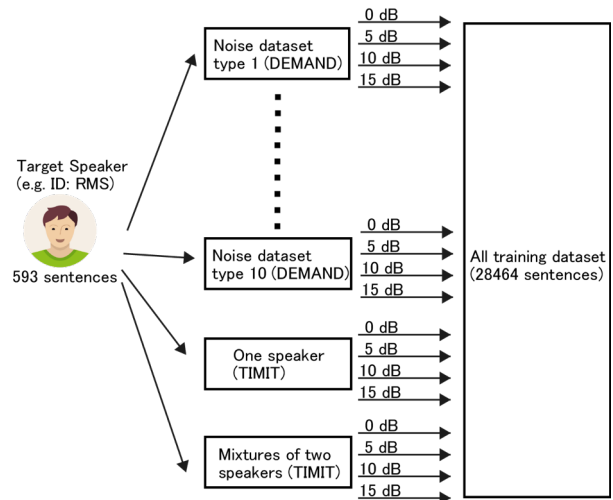 Target Speaker
(e.g. ID: RMS)
593 sentences
Noise dataset
type 1 (DEMAND)
0 dB
5 dB
10 dB
15 dB
Noise dataset
type 10 (DEMAND)
0 dB
5 dB
10 dB
15 dB
One speaker
(TIMIT)
0 dB
5 dB
10 dB
15 dB
Mixtures of two
speakers (TIMIT)
0 dB
5 dB
10 dB
15 dB
All training dataset
(28464 sentences)